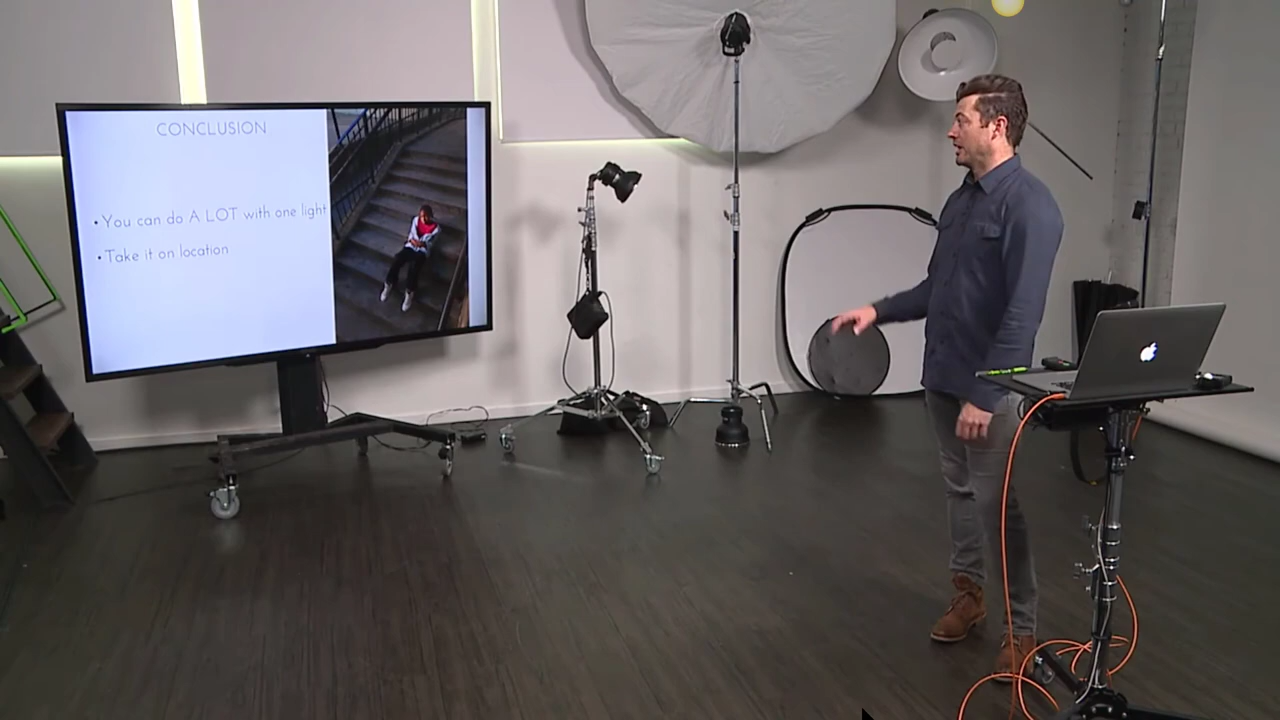 CONCLUSION
• You can do A LOT with one light
• Take it on location